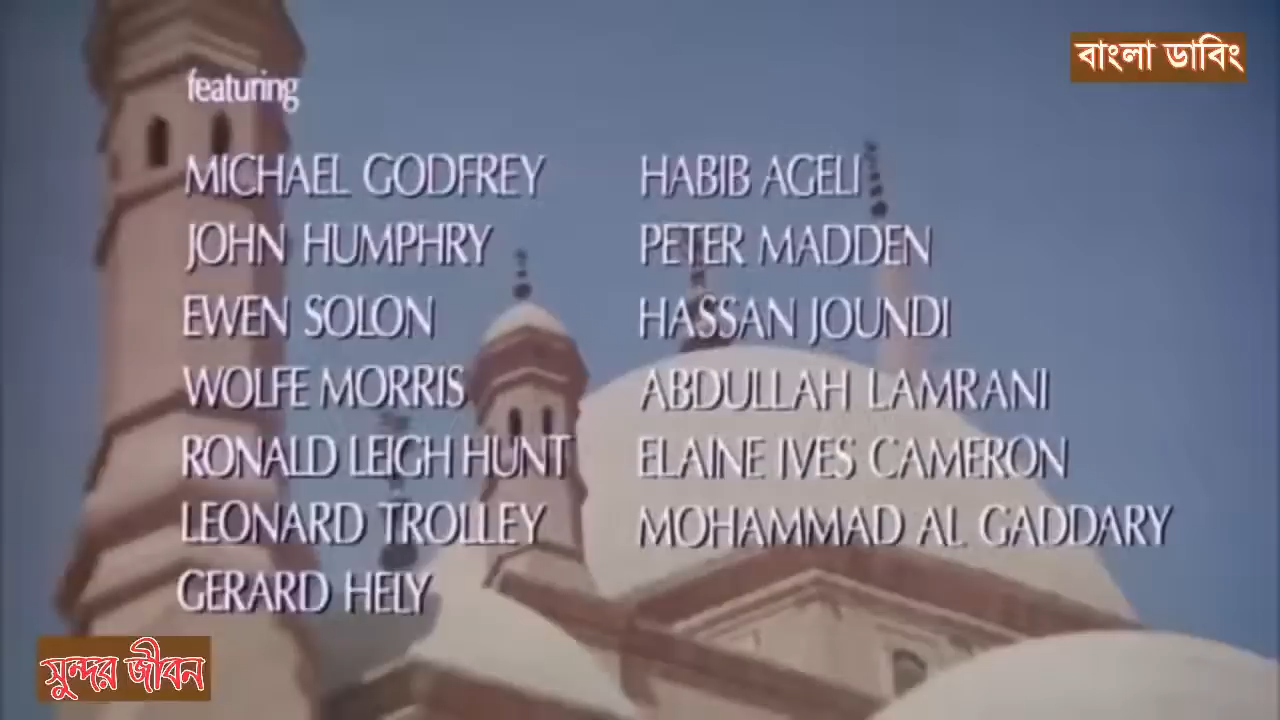 বাংলা ডাবিং
featuring
MICHAEL GODFREY
JOHN HUMPHRY
EWEN SOLON
WOLFE MORRIS
RONALD LEIGH HUNT
LEONARD TROLLEY
GERARD HELY
HABIB AGELI
PETER MADDEN
HASSAN JOUNDI
ABDULLAH LAMRANI
ELAINE IVES CAMERON
MOHAMMAD AL GADDARY
সুন্দর জীবন